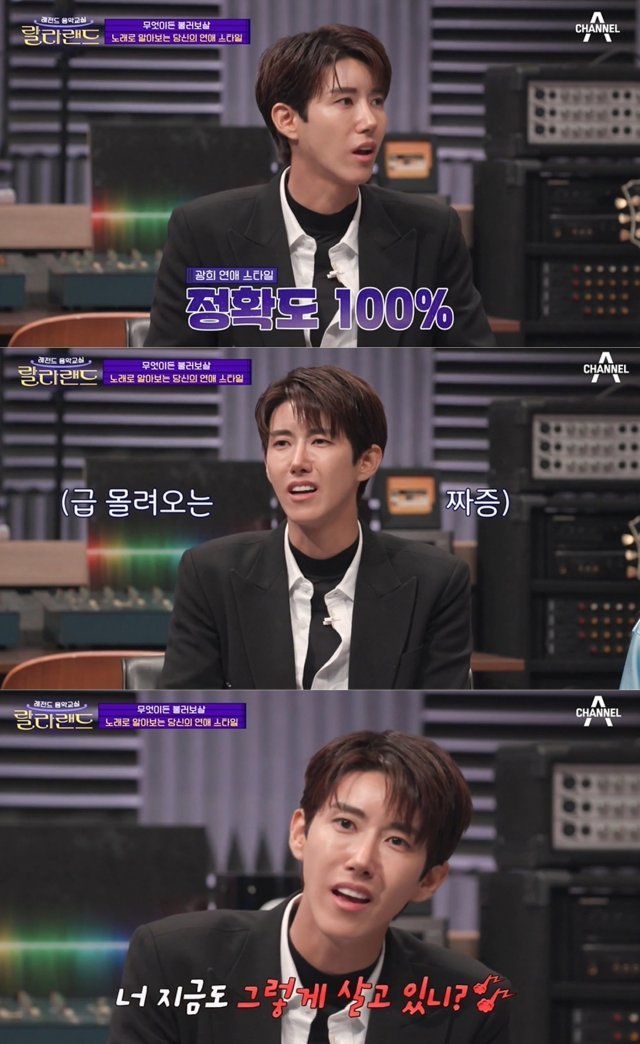 레전드 음악교실
랄라랜드
무엇이든 불러보살
노래로 알아보는 당신의 연애 스타일
CHANNEL A
광희 연애 스타일
정확도 100%
레전드 음악교실
랄라랜드
무엇이든 불러보살
노래로 알아보는 당신의 연애 스타일
CHANNEL A
(급 몰려오는 짜증)
레전드 음악교실
랄라랜드
무엇이든 불러보살
노래로 알아보는 당신의 연애 스타일
CHANNEL A
너 지금도 그렇게 살고 있니?